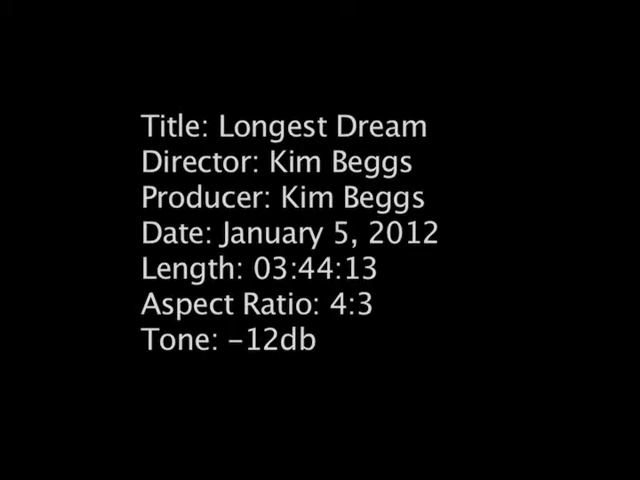 Title: Longest Dream
Director: Kim Beggs
Producer: Kim Beggs
Date: January 5, 2012
Length: 03:44:13
Aspect Ratio: 4:3
Tone: -12db